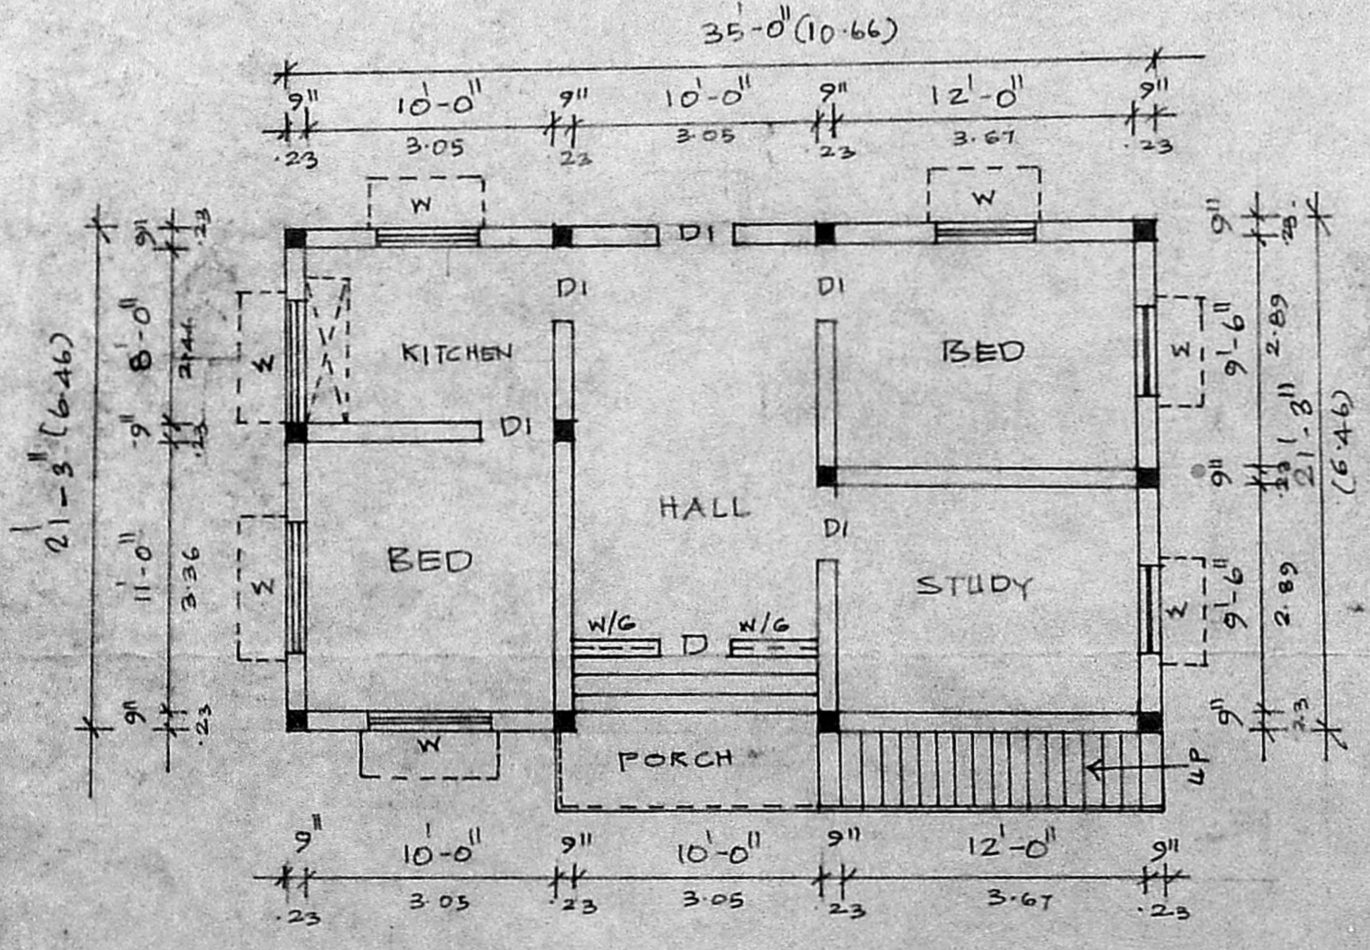 35'-0"(10.66)
9" 10'-0" 9" 10'-0" 9" 12'-0" 9"
.23 3.05 .23 3.05 .23 3.67 .23
W W
D1
9" .23 9" .23
D1 D1
21'-3" (6.46)
8'-0" 2.44
W KITCHEN BED W 9'-6" 2.89
9" .23 D1
21'-3" (6.46)
9" .23
HALL
D1
11'-0" 3.36
W BED STUDY W 9'-6" 2.89
W/G D W/G
9" .23 9" .23
W PORCH UP
9" 10'-0" 9" 10'-0" 9" 12'-0" 9"
.23 3.05 .23 3.05 .23 3.67 .23